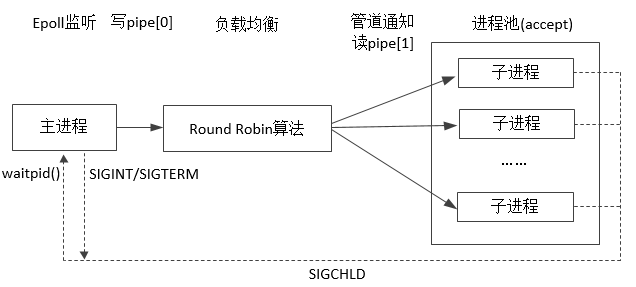 Epoll监听 写pipe[0] 负载均衡 管道通知 进程池(accept)
读pipe[1]
子进程
主进程 Round Robin算法 子进程
……
waitpid() SIGINT/SIGTERM
子进程
SIGCHLD